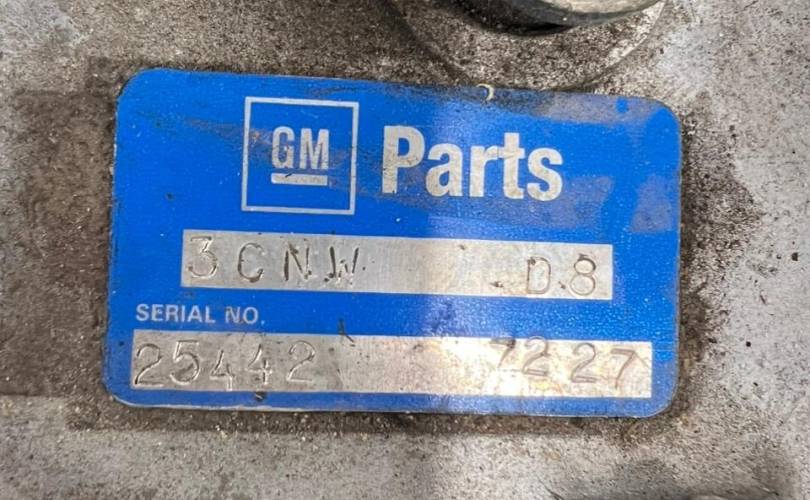 GM Parts
3CNW D8
SERIAL NO.
25442 7227